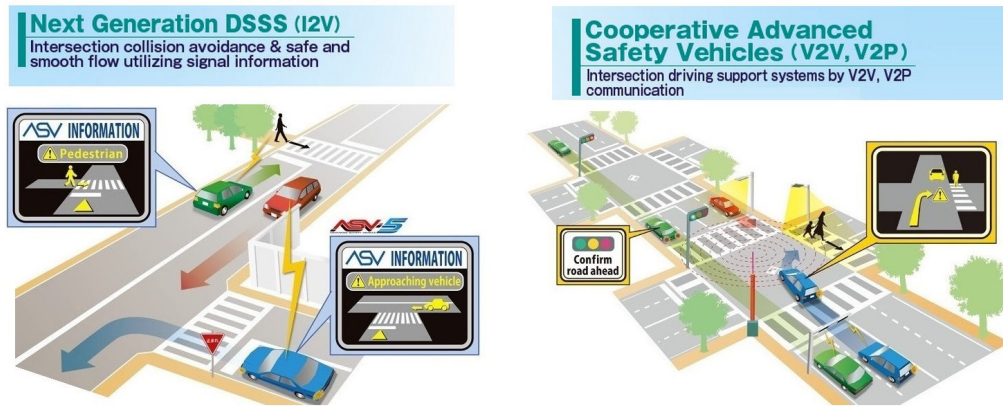 Next Generation DSSS (I2V)
Intersection collision avoidance & safe and
smooth flow utilizing signal information
ASV INFORMATION
Pedestrian
ASV-5
ASV INFORMATION
Approaching vehicle
Cooperative Advanced
Safety Vehicles (V2V, V2P)
Intersection driving support systems by V2V, V2P
communication
Confirm
road ahead